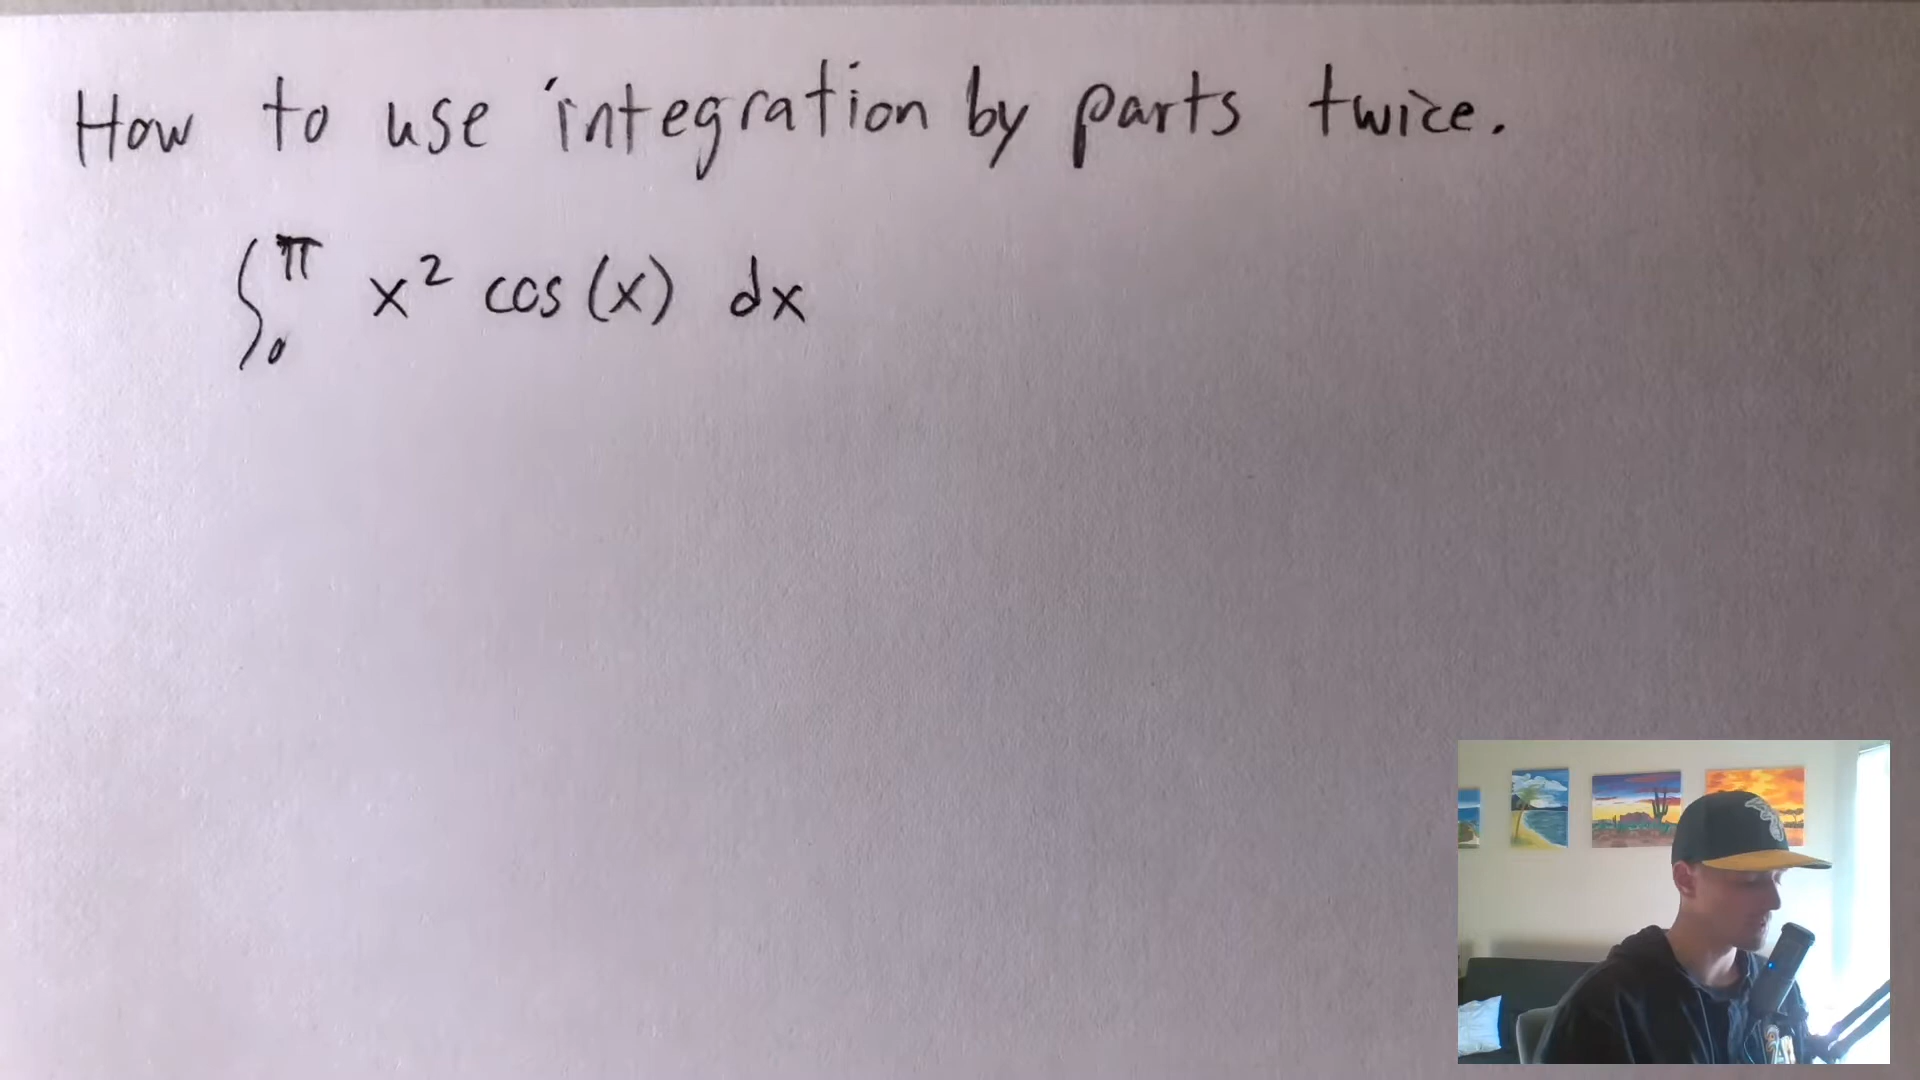 How to use integration by parts twice.
∫₀^π x² cos(x) dx